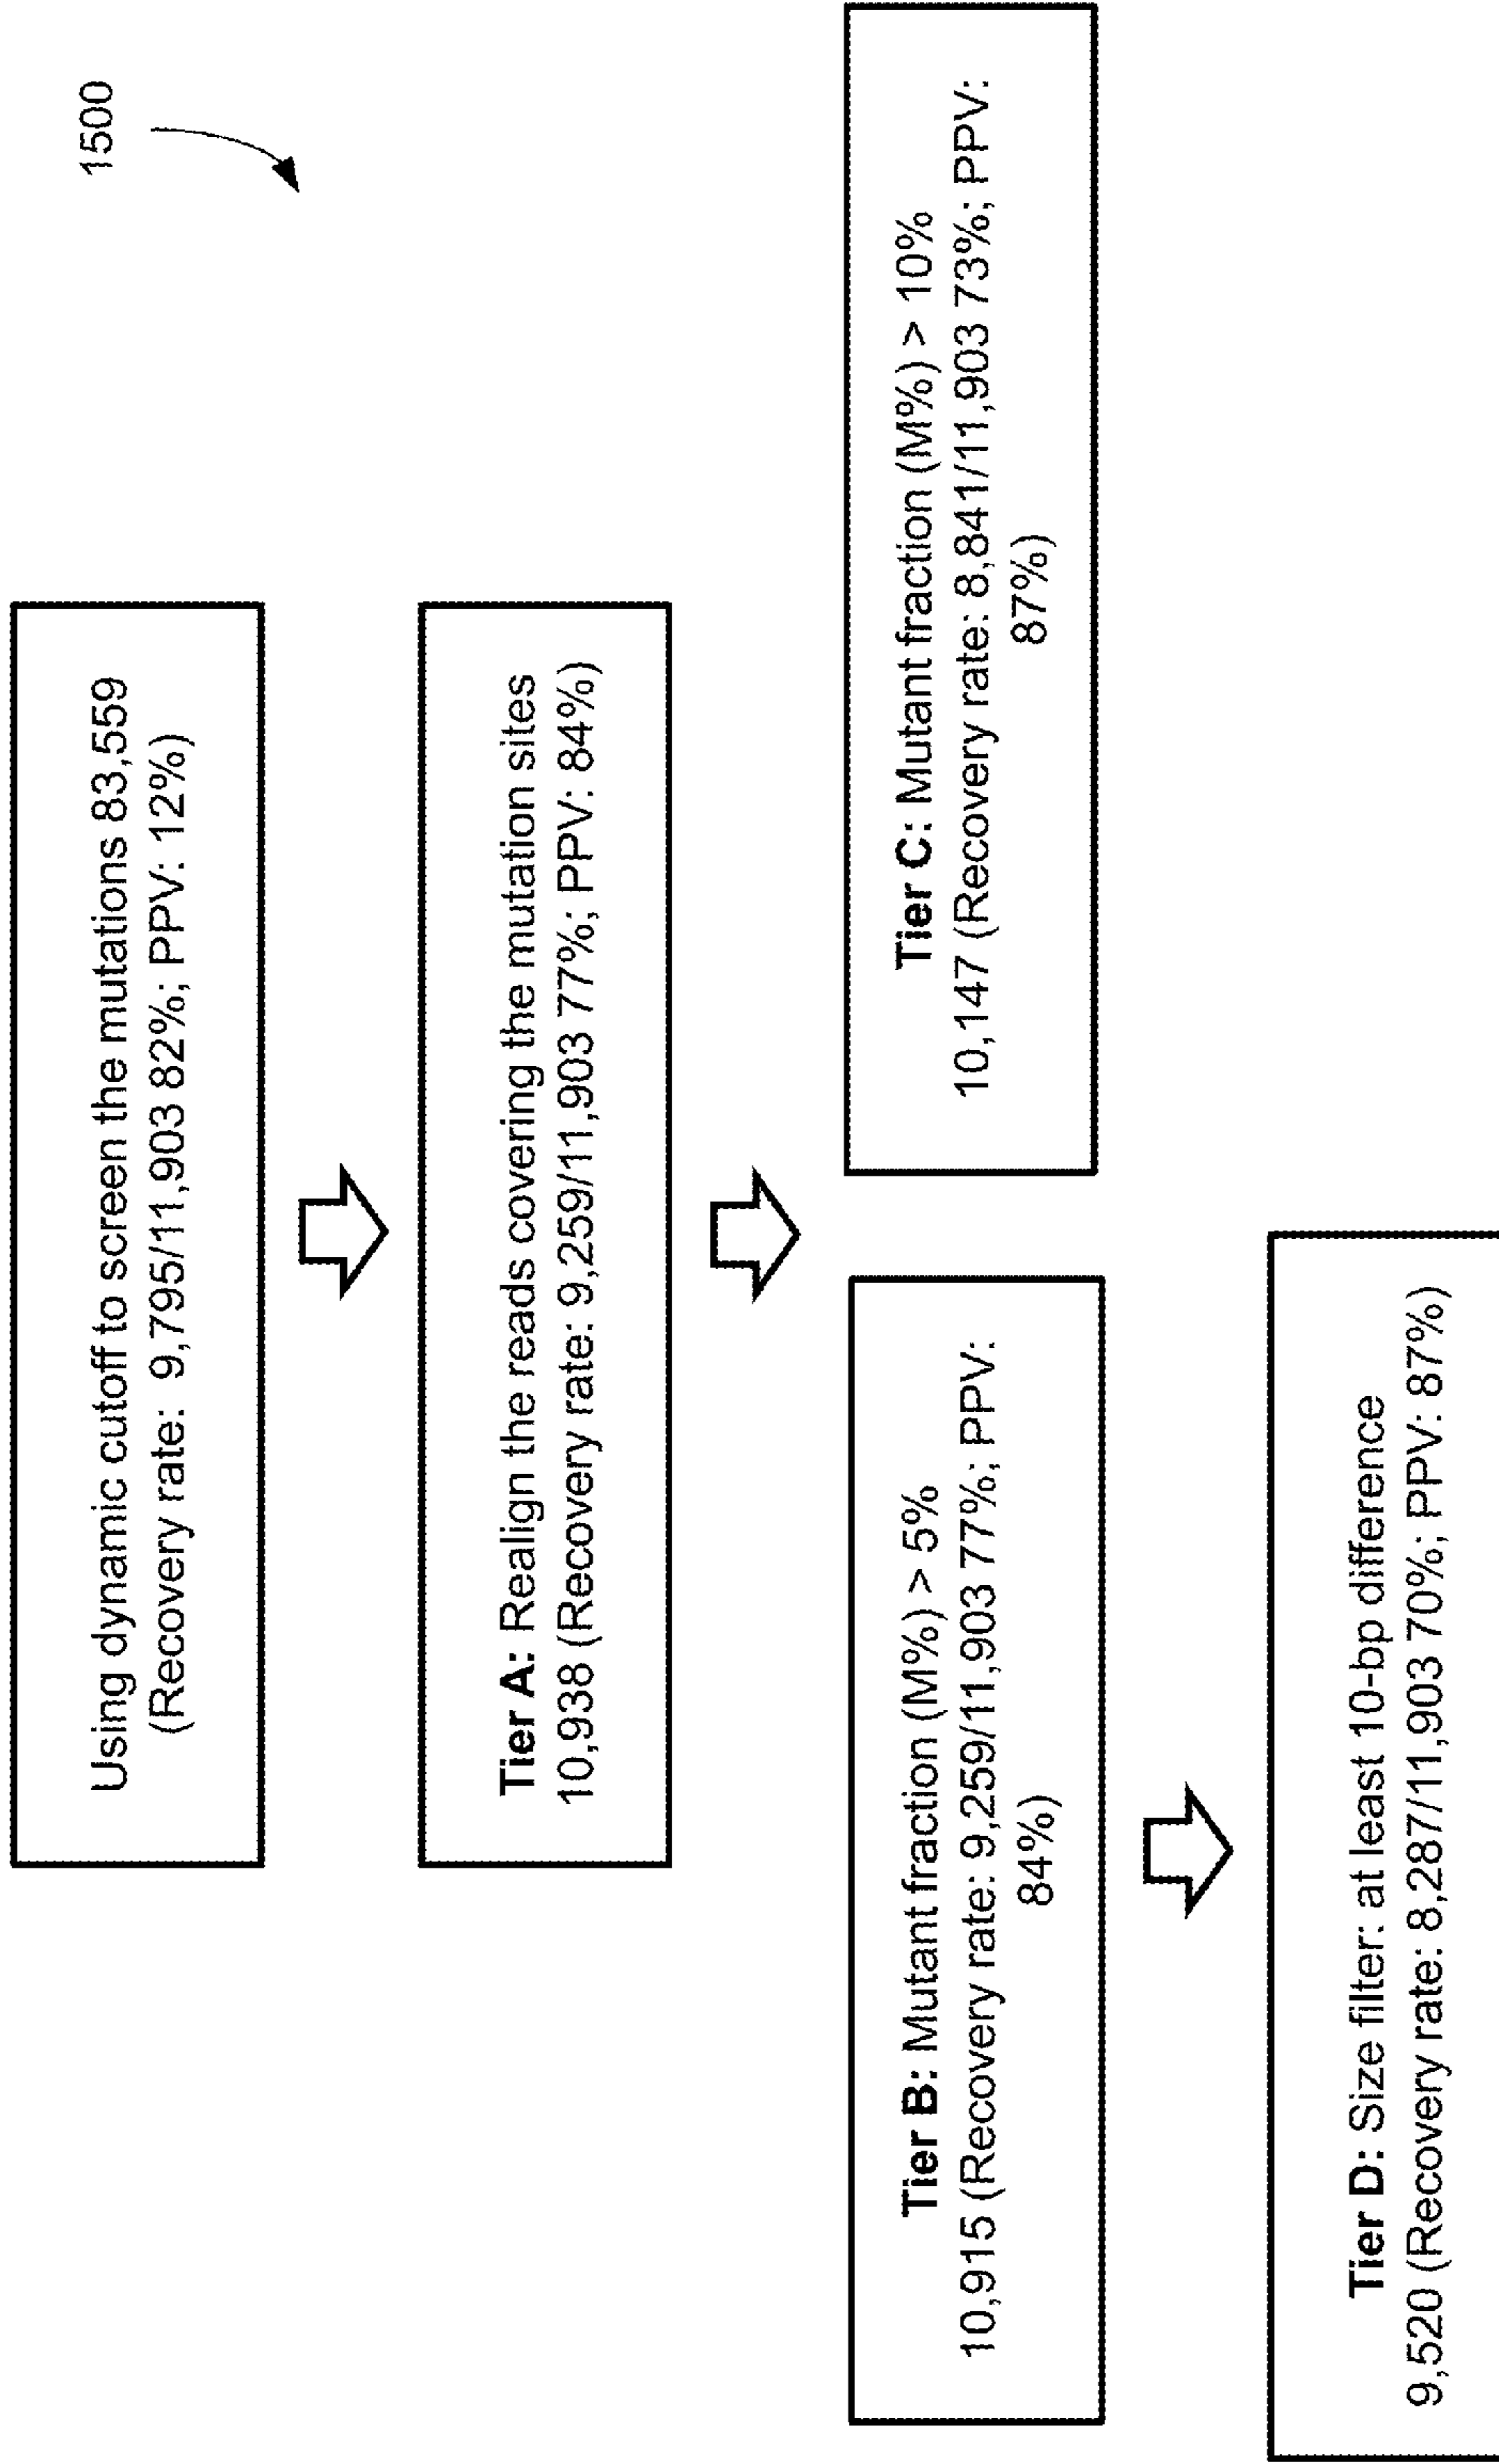 1500
Using dynamic cutoff to screen the mutations 83,559
(Recovery rate: 9,795/11,903 82%; PPV: 12%)
Tier A: Realign the reads covering the mutation sites
10,938 (Recovery rate: 9,259/11,903 77%; PPV: 84%)
Tier B: Mutant fraction (M%) > 5%
10,915 (Recovery rate: 9,259/11,903 77%; PPV:
84%)
Tier C: Mutant fraction (M%) > 10%
10,147 (Recovery rate: 8,841/11,903 73%; PPV:
87%)
Tier D: Size filter: at least 10-bp difference
9,520 (Recovery rate: 8,287/11,903 70%; PPV: 87%)